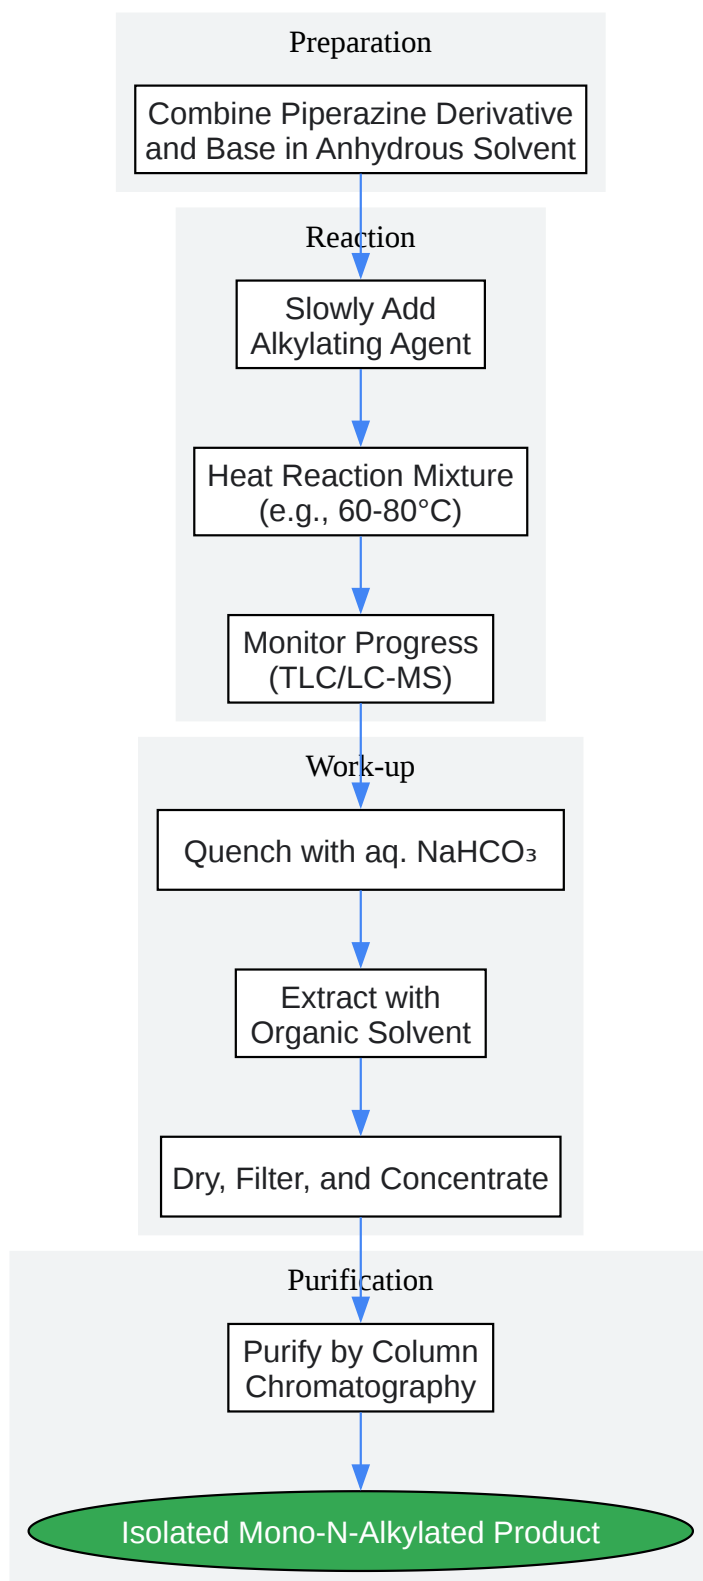 Preparation
Combine Piperazine Derivative
and Base in Anhydrous Solvent
Reaction
Slowly Add
Alkylating Agent
Heat Reaction Mixture
(e.g., 60-80°C)
Monitor Progress
(TLC/LC-MS)
Work-up
Quench with aq. NaHCO₃
Extract with
Organic Solvent
Dry, Filter, and Concentrate
Purification
Purify by Column
Chromatography
Isolated Mono-N-Alkylated Product